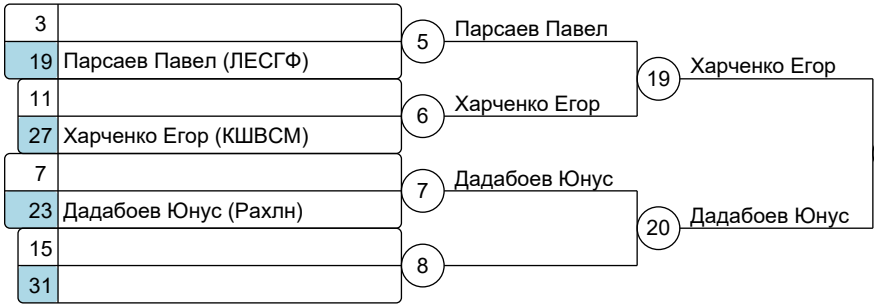 3
5 Парсаев Павел
19 Парсаев Павел (ЛЕСГФ)
19 Харченко Егор
11
6 Харченко Егор
27 Харченко Егор (КШВСМ)
7
7 Дадабоев Юнус
23 Дадабоев Юнус (Рахлн)
20 Дадабоев Юнус
15
8
31